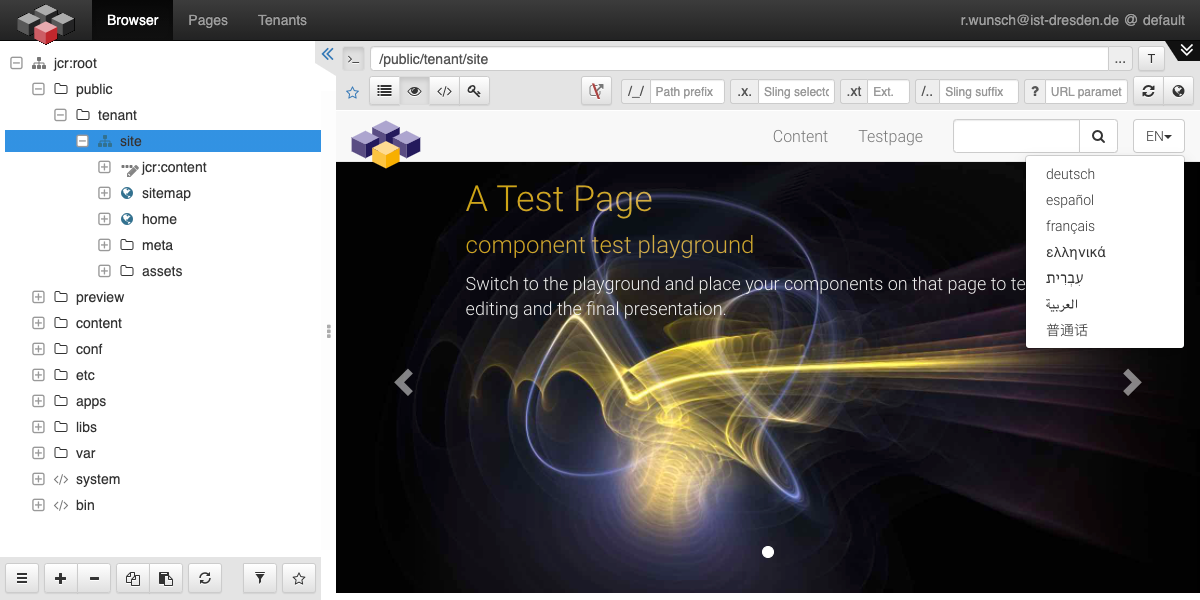 Browser Pages Tenants r.wunsch@ist-dresden.de @ default
jcr:root
public
tenant
site
jcr:content
sitemap
home
meta
assets
preview
content
conf
etc
apps
libs
var
</> system
</> bin
>_ /public/tenant/site ... T
</> /_/ Path prefix .x. Sling selecto .xt Ext. /.. Sling suffix ? URL paramet
Content Testpage EN
deutsch
español
français
ελληνικά
עִבְרִית
العربية
普通话
A Test Page
component test playground
Switch to the playground and place your components on that page to te
editing and the final presentation.